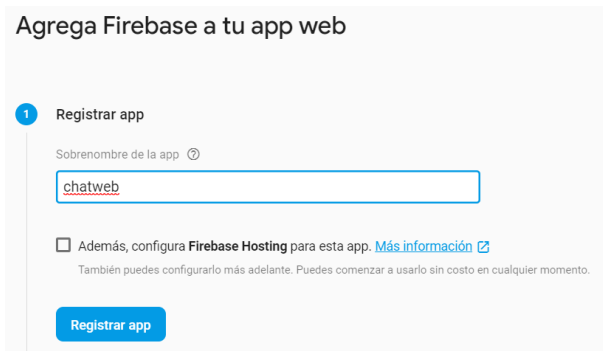 Agrega Firebase a tu app web
1 Registrar app
Sobrenombre de la app ?
chatweb
Además, configura Firebase Hosting para esta app. Más información
También puedes configurarlo más adelante. Puedes comenzar a usarlo sin costo en cualquier momento.
Registrar app